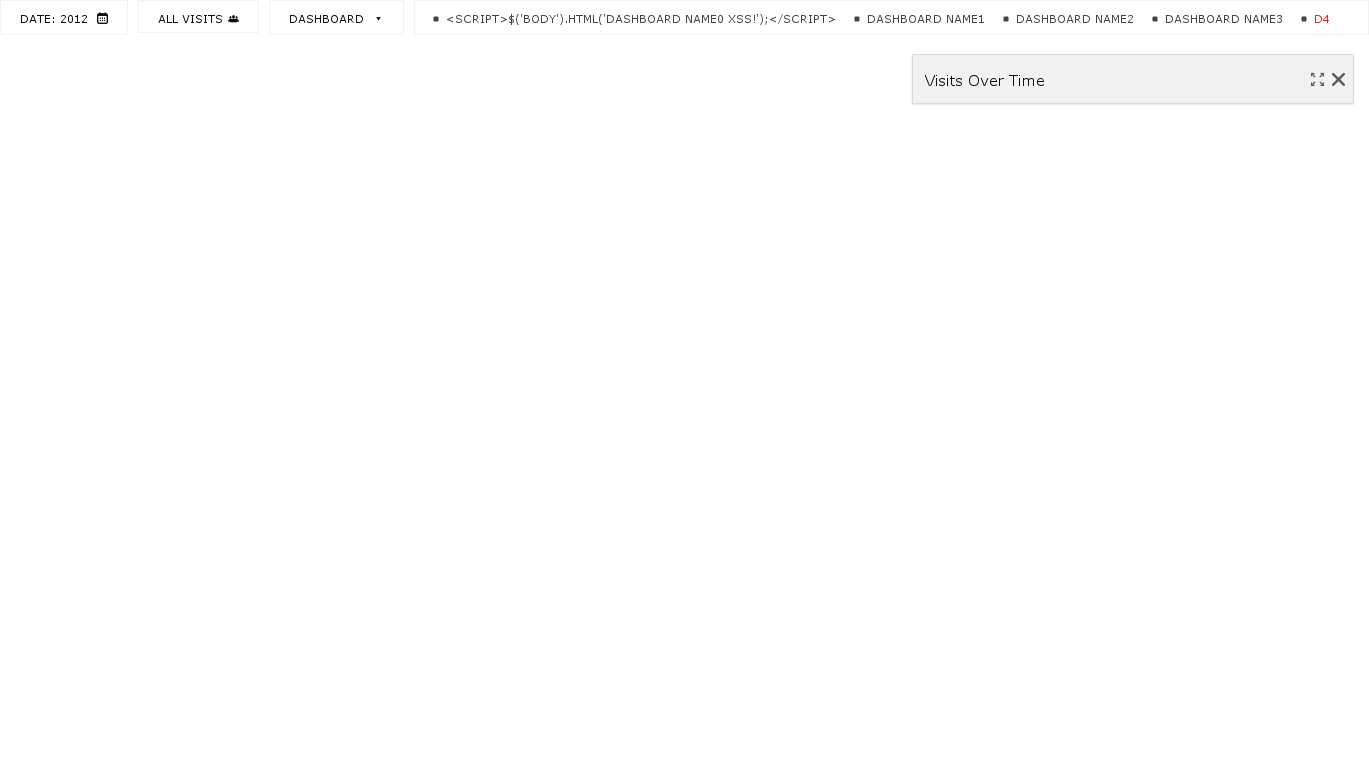 DATE: 2012
ALL VISITS
DASHBOARD
<SCRIPT>$('BODY').HTML('DASHBOARD NAME0 XSS!');</SCRIPT>
DASHBOARD NAME1
DASHBOARD NAME2
DASHBOARD NAME3
D4
Visits Over Time